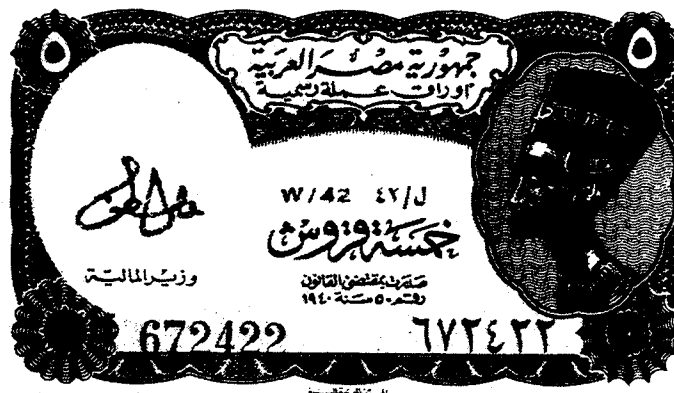 ٥ ٥
جمهورية مصر العربية
أوراق عملة رسمية
W/42 ٤٢/ل
خمسة قروش
وزير المالية
صدرت بمقتضى القانون
رقم ٥٠ سنة ١٩٤٠
672422 ٦٧٢٤٢٢